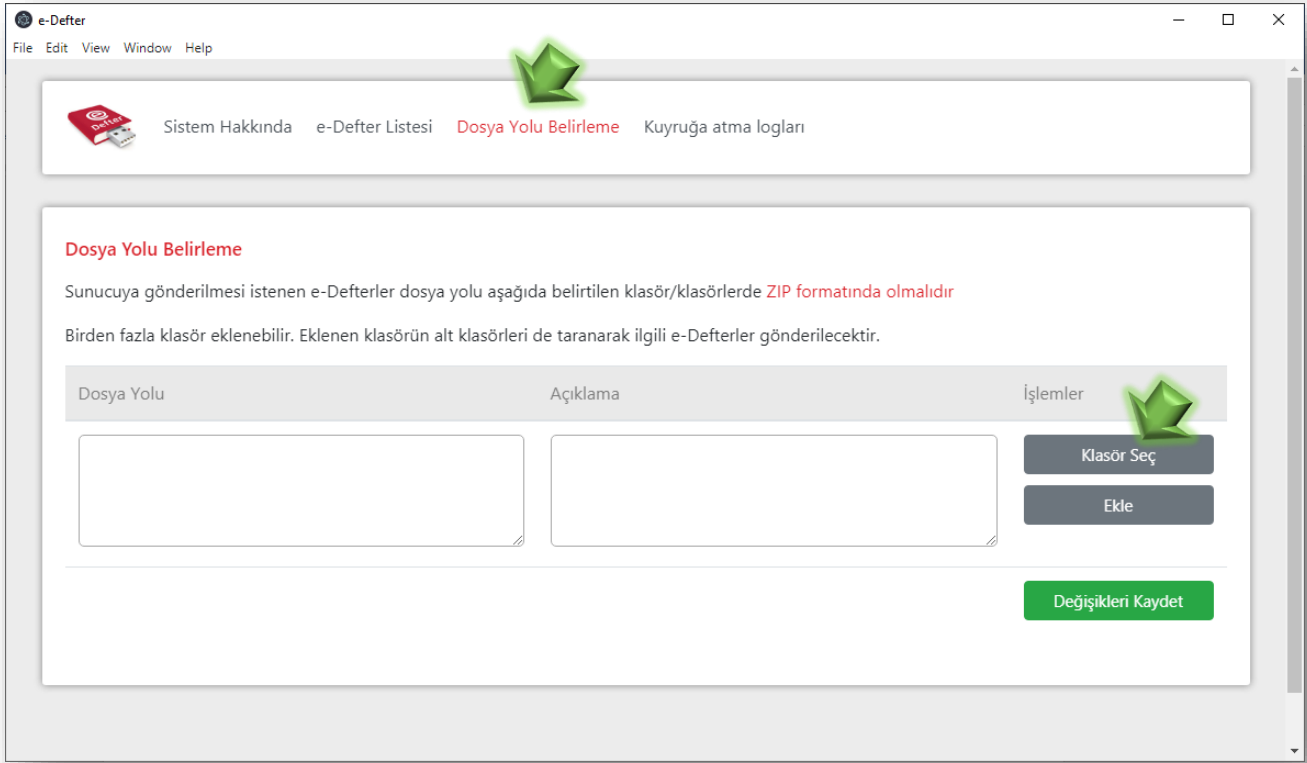 e-Defter
File Edit View Window Help
e Defter
Sistem Hakkında e-Defter Listesi Dosya Yolu Belirleme Kuyruğa atma logları
Dosya Yolu Belirleme
Sunucuya gönderilmesi istenen e-Defterler dosya yolu aşağıda belirtilen klasör/klasörlerde ZIP formatında olmalıdır
Birden fazla klasör eklenebilir. Eklenen klasörün alt klasörleri de taranarak ilgili e-Defterler gönderilecektir.
Dosya Yolu Açıklama İşlemler
Klasör Seç
Ekle
Değişikleri Kaydet